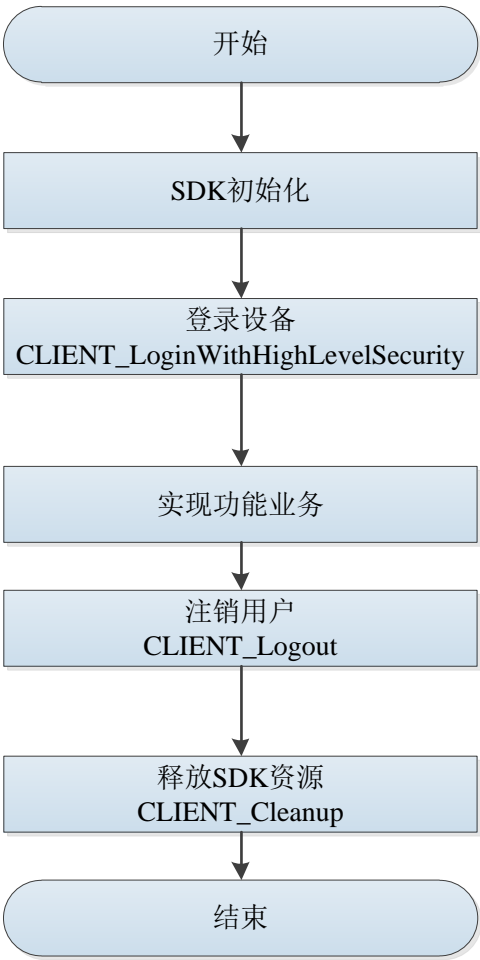 开始
SDK初始化
登录设备
CLIENT_LoginWithHighLevelSecurity
实现功能业务
注销用户
CLIENT_Logout
释放SDK资源
CLIENT_Cleanup
结束